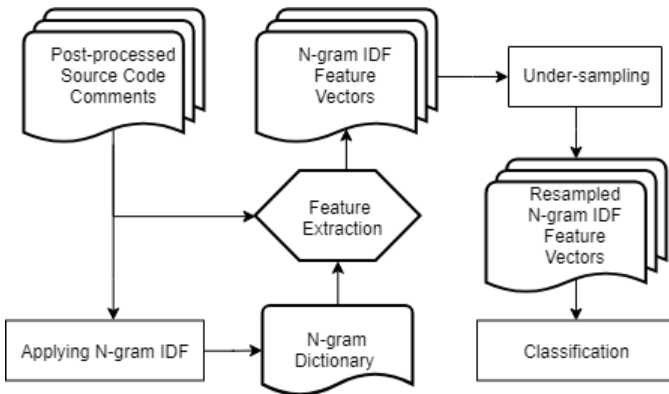 Post-processed
Source Code
Comments
N-gram IDF
Feature
Vectors
Under-sampling
Feature
Extraction
Resampled
N-gram IDF
Feature
Vectors
Applying N-gram IDF
N-gram
Dictionary
Classification